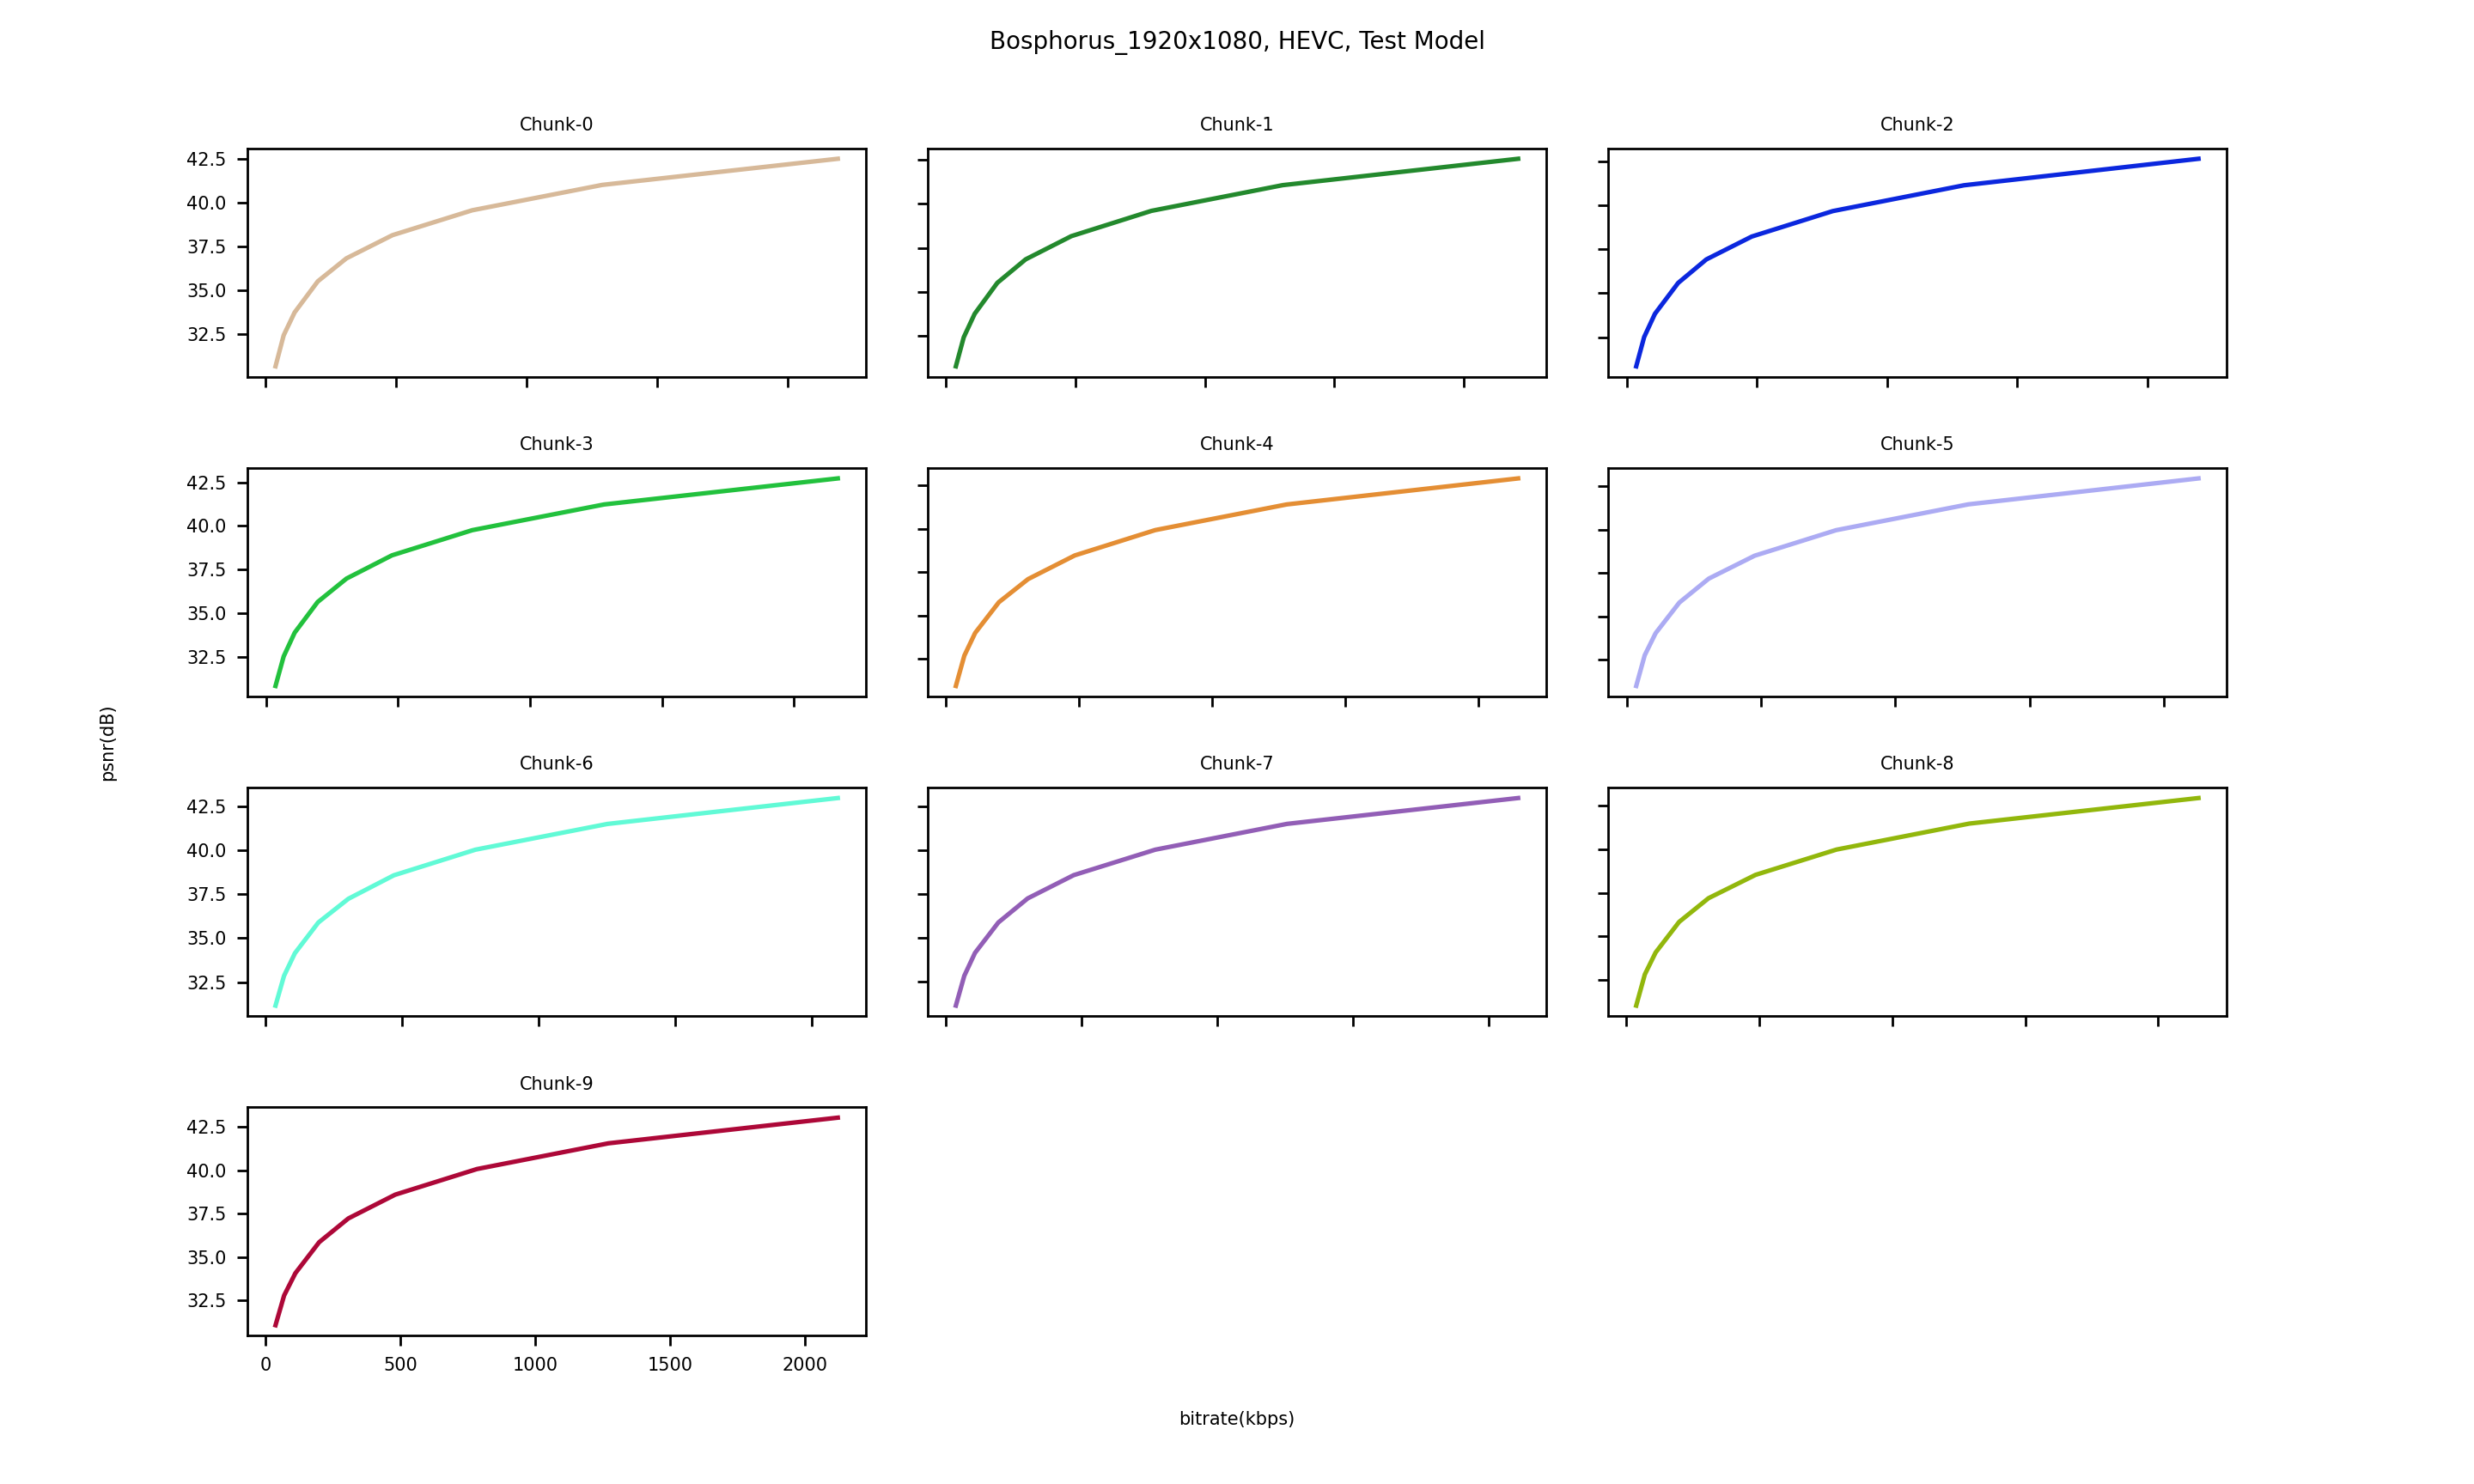 Bosphorus_1920x1080, HEVC, Test Model
Chunk-0
Chunk-1
Chunk-2
42.5
40.0
37.5
35.0
32.5
Chunk-3
Chunk-4
Chunk-5
42.5
40.0
37.5
35.0
32.5
psnr(dB)
Chunk-6
Chunk-7
Chunk-8
42.5
40.0
37.5
35.0
32.5
Chunk-9
42.5
40.0
37.5
35.0
32.5
0 500 1000 1500 2000
bitrate(kbps)